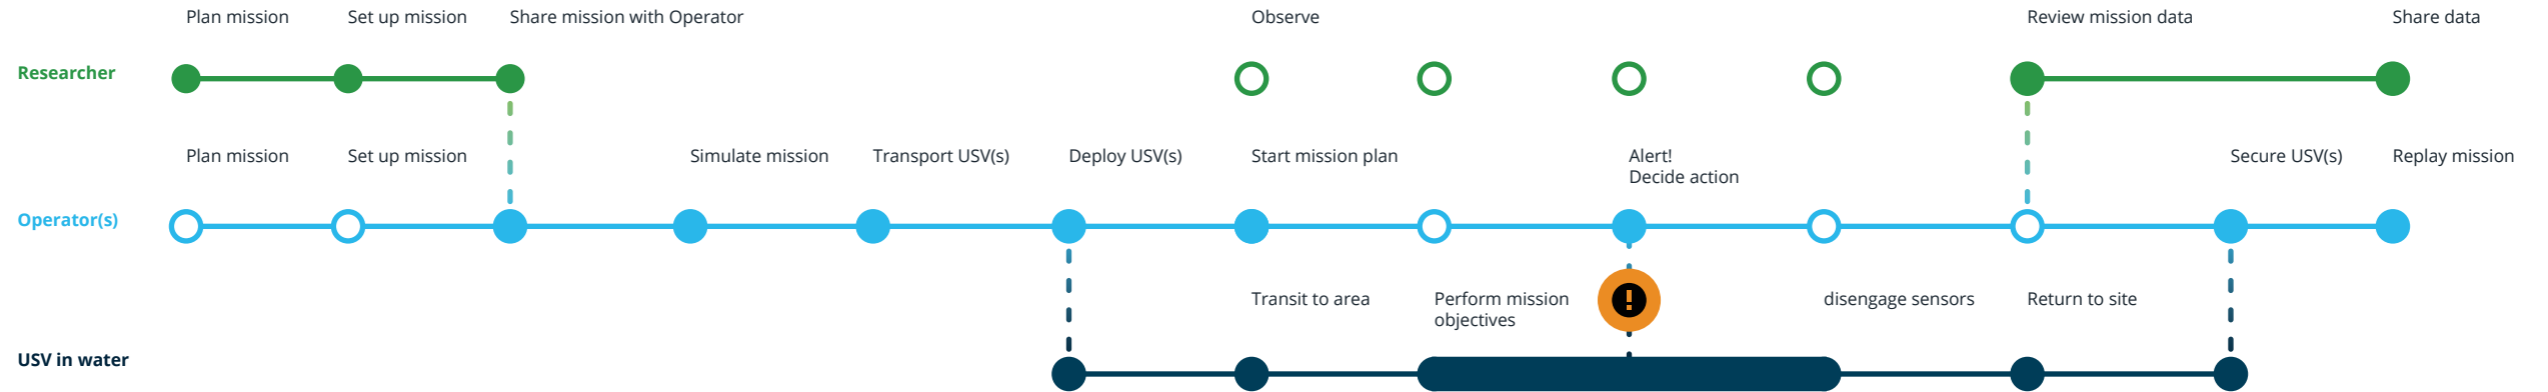 Plan mission
Set up mission
Share mission with Operator
Observe
Review mission data
Share data
Researcher
Plan mission
Set up mission
Simulate mission
Transport USV(s)
Deploy USV(s)
Start mission plan
Alert!
Decide action
Secure USV(s)
Replay mission
Operator(s)
Transit to area
Perform mission
objectives
!
disengage sensors
Return to site
USV in water